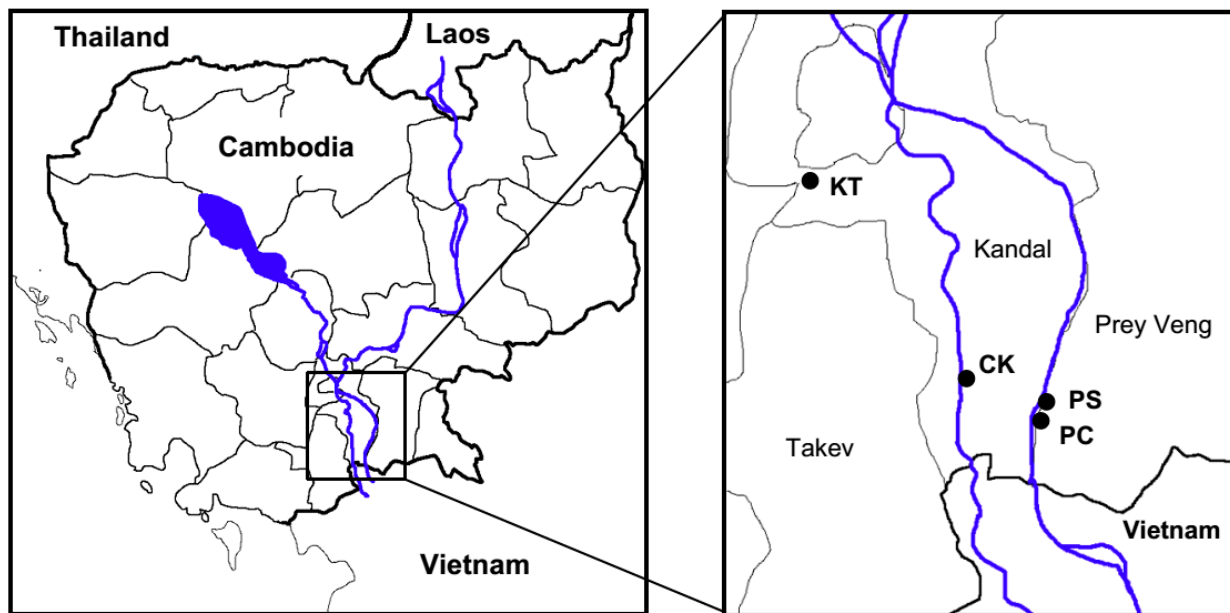 Thailand
Laos
Cambodia
Vietnam
KT
Kandal
Prey Veng
CK
PS
PC
Takev
Vietnam